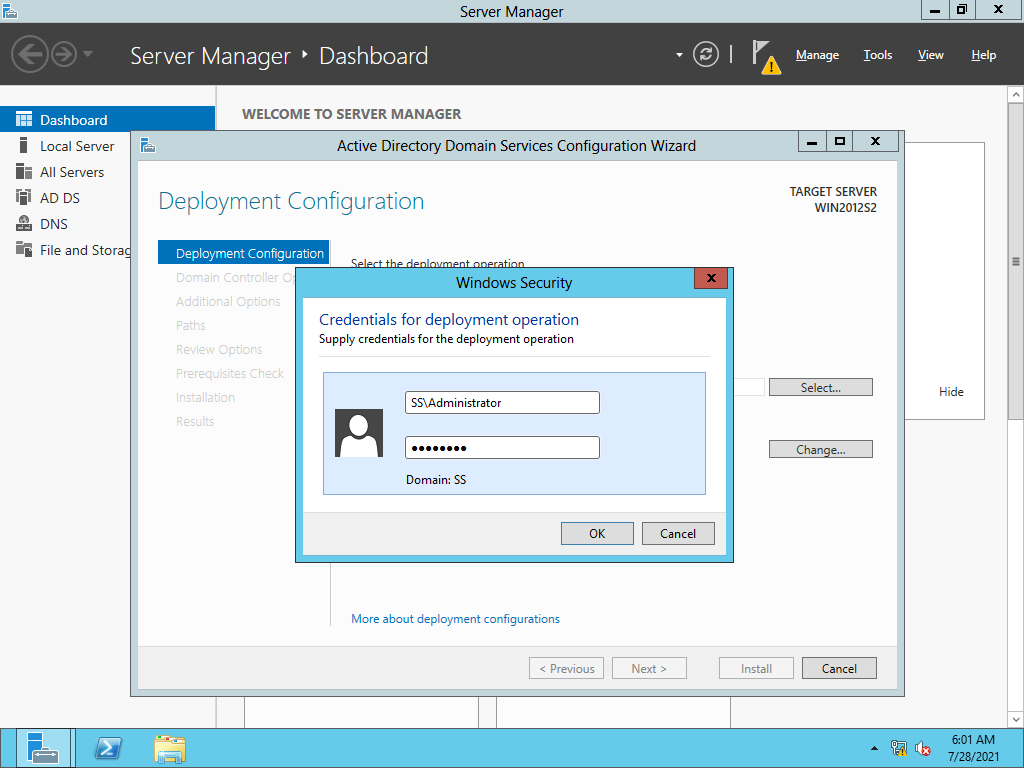 Server Manager
Server Manager ‣ Dashboard
Manage Tools View Help
Dashboard
Local Server
All Servers
AD DS
DNS
File and Storag
WELCOME TO SERVER MANAGER
Hide
Active Directory Domain Services Configuration Wizard
Deployment Configuration
TARGET SERVER
WIN2012S2
Deployment Configuration
Domain Controller Op
Additional Options
Paths
Review Options
Prerequisites Check
Installation
Results
Select the deployment operation
Select...
Change...
Windows Security
Credentials for deployment operation
Supply credentials for the deployment operation
SS\Administrator
●●●●●●●●
Domain: SS
OK Cancel
More about deployment configurations
< Previous Next > Install Cancel
6:01 AM
7/28/2021